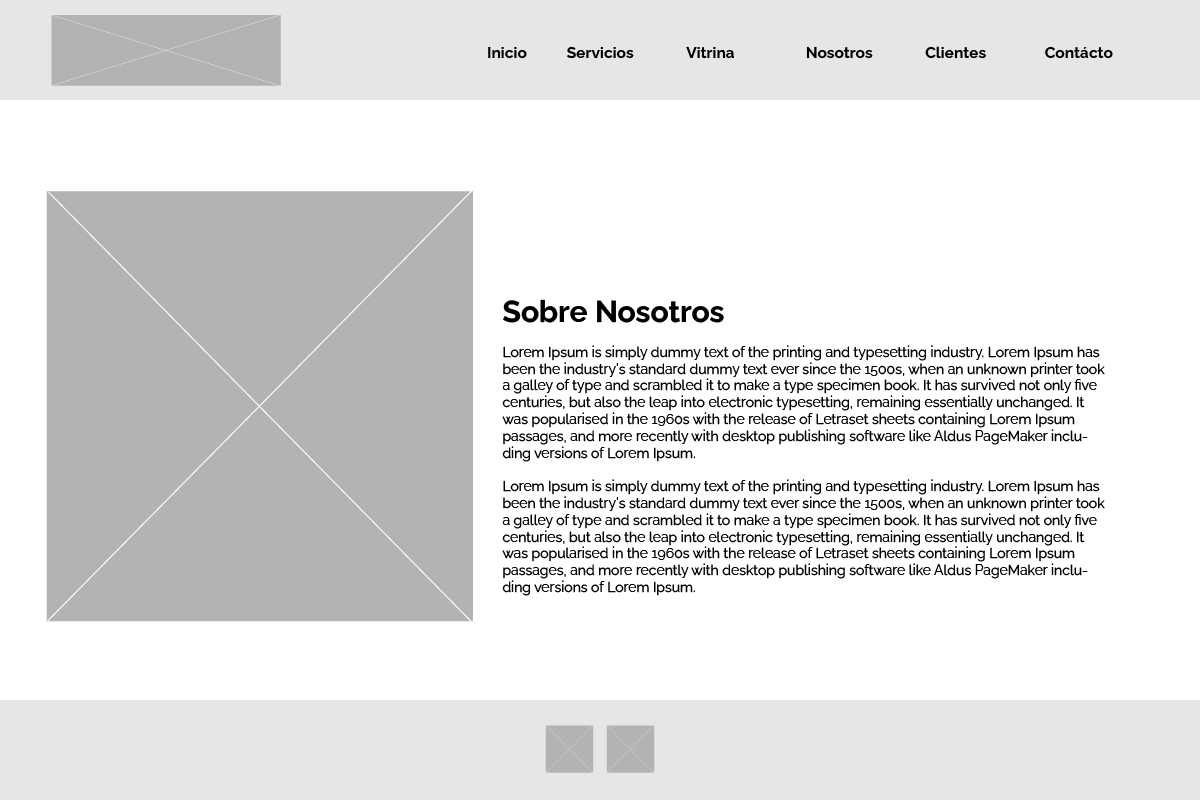 Inicio Servicios Vitrina Nosotros Clientes Contácto
Sobre Nosotros
Lorem Ipsum is simply dummy text of the printing and typesetting industry. Lorem Ipsum has
been the industry's standard dummy text ever since the 1500s, when an unknown printer took
a galley of type and scrambled it to make a type specimen book. It has survived not only five
centuries, but also the leap into electronic typesetting, remaining essentially unchanged. It
was popularised in the 1960s with the release of Letraset sheets containing Lorem Ipsum
passages, and more recently with desktop publishing software like Aldus PageMaker inclu-
ding versions of Lorem Ipsum.
Lorem Ipsum is simply dummy text of the printing and typesetting industry. Lorem Ipsum has
been the industry's standard dummy text ever since the 1500s, when an unknown printer took
a galley of type and scrambled it to make a type specimen book. It has survived not only five
centuries, but also the leap into electronic typesetting, remaining essentially unchanged. It
was popularised in the 1960s with the release of Letraset sheets containing Lorem Ipsum
passages, and more recently with desktop publishing software like Aldus PageMaker inclu-
ding versions of Lorem Ipsum.